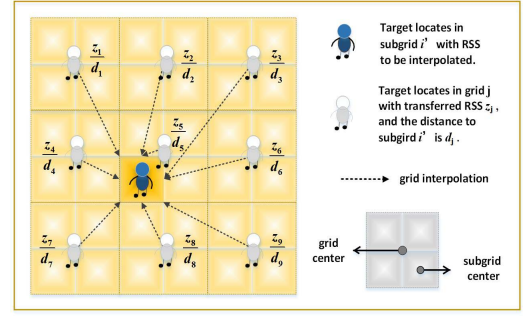 z1
d1
z2
d2
z3
d3
z4
d4
z5
d5
z6
d6
z7
d7
z8
d8
z9
d9
Target locates in
subgrid i' with RSS
to be interpolated.
Target locates in grid j
with transferred RSS zj ,
and the distance to
subgird i' is dj .
grid interpolation
grid
center
subgrid
center